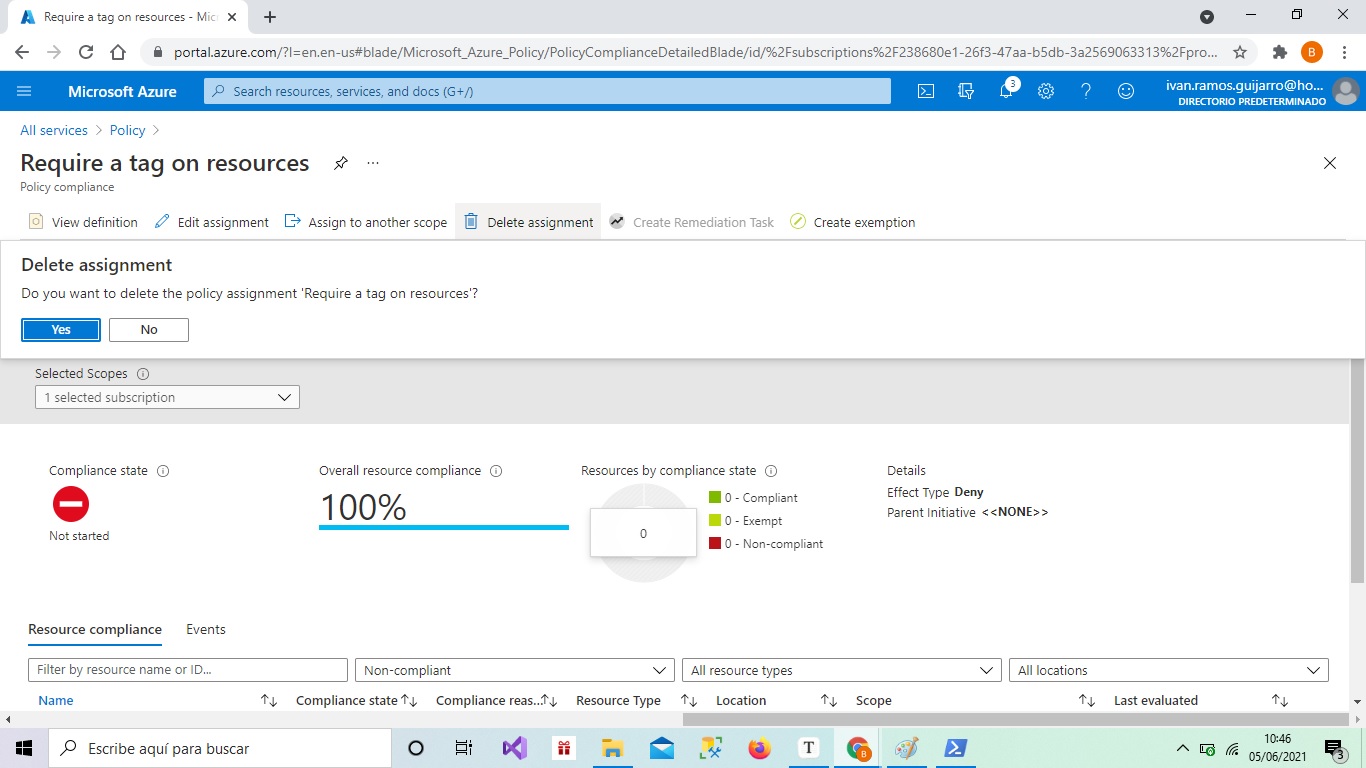 Require a tag on resources - Mic
portal.azure.com/?l=en.en-us#blade/Microsoft_Azure_Policy/PolicyComplianceDetailedBlade/id/%2Fsubscriptions%2F238680e1-26f3-47aa-b5db-3a2569063313%2Fpro...
B
Microsoft Azure
Search resources, services, and docs (G+/)
3
ivan.ramos.guijarro@ho...
DIRECTORIO PREDETERMINADO
All services > Policy >
Require a tag on resources
Policy compliance
View definition Edit assignment Assign to another scope Delete assignment Create Remediation Task Create exemption
Delete assignment
Do you want to delete the policy assignment 'Require a tag on resources'?
Yes No
Selected Scopes
1 selected subscription
Compliance state
Not started
Overall resource compliance
100%
Resources by compliance state
0
0 - Compliant
0 - Exempt
0 - Non-compliant
Details
Effect Type Deny
Parent Initiative <<NONE>>
Resource compliance Events
Filter by resource name or ID... Non-compliant All resource types All locations
Name Compliance state Compliance reas... Resource Type Location Scope Last evaluated
Escribe aquí para buscar
T
B
10:46
05/06/2021
3